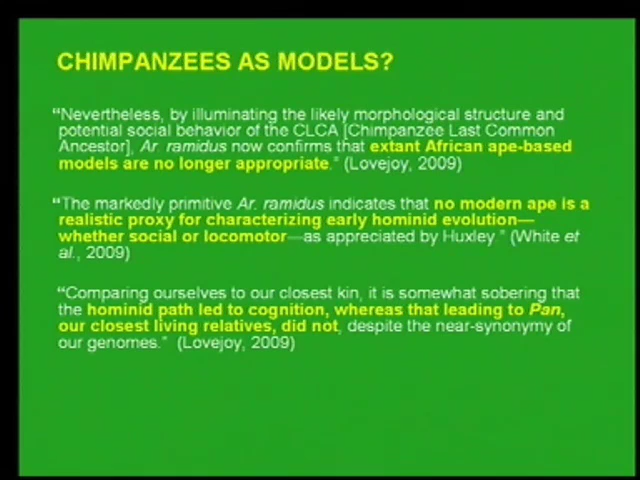 CHIMPANZEES AS MODELS?
“Nevertheless, by illuminating the likely morphological structure and
potential social behavior of the CLCA [Chimpanzee Last Common
Ancestor], Ar. ramidus now confirms that extant African ape-based
models are no longer appropriate.” (Lovejoy, 2009)
“The markedly primitive Ar. ramidus indicates that no modern ape is a
realistic proxy for characterizing early hominid evolution—
whether social or locomotor—as appreciated by Huxley.” (White et
al., 2009)
“Comparing ourselves to our closest kin, it is somewhat sobering that
the hominid path led to cognition, whereas that leading to Pan,
our closest living relatives, did not, despite the near-synonymy of
our genomes.” (Lovejoy, 2009)